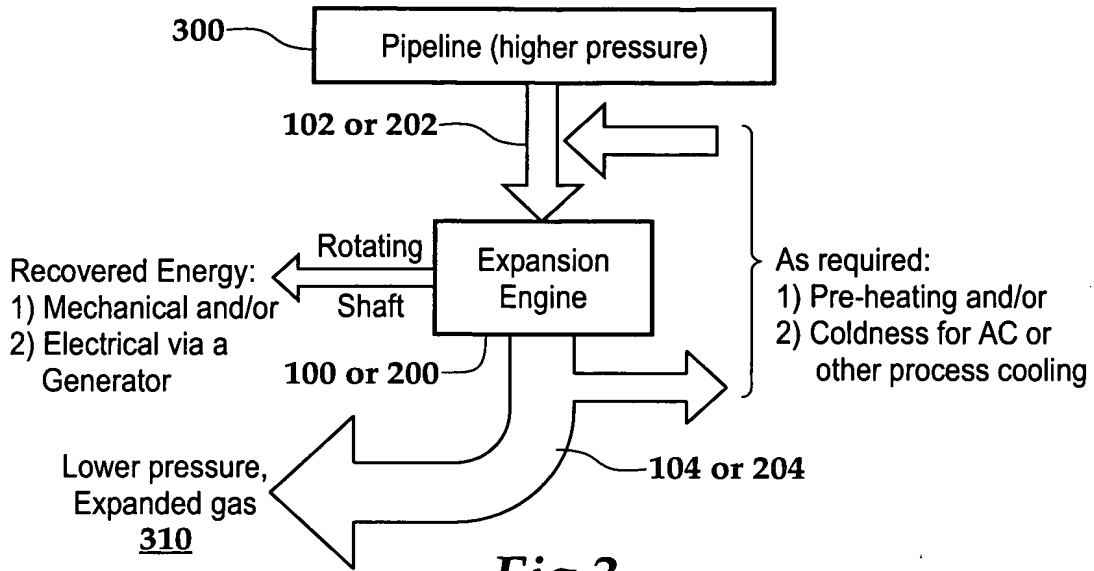 300
Pipeline (higher pressure)
102 or 202
Rotating
Shaft
Expansion
Engine
Recovered Energy:
1) Mechanical and/or
2) Electrical via a
Generator
100 or 200
As required:
1) Pre-heating and/or
2) Coldness for AC or
other process cooling
104 or 204
Lower pressure,
Expanded gas
310